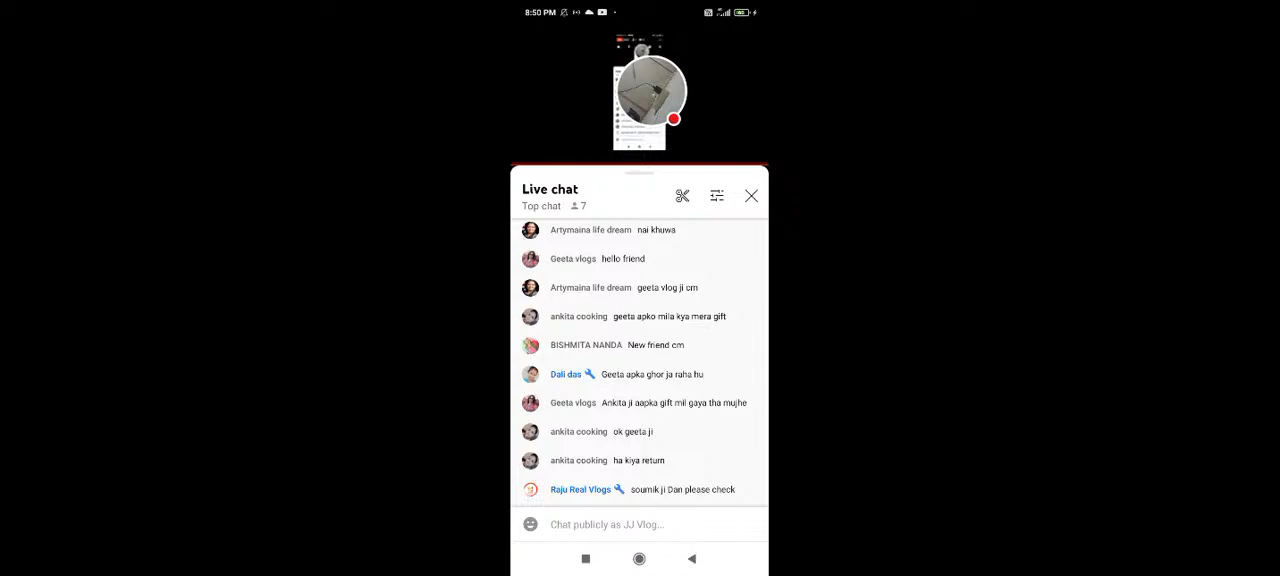 8:50 PM
Live chat
Top chat 7
Artymaina life dream nai khuwa
Geeta vlogs hello friend
Artymaina life dream geeta vlog ji cm
ankita cooking geeta apko mila kya mera gift
BISHMITA NANDA New friend cm
Dali das Geeta apka ghor ja raha hu
Geeta vlogs Ankita ji aapka gift mil gaya tha mujhe
ankita cooking ok geeta ji
ankita cooking ha kiya return
Raju Real Vlogs soumik ji Dan please check
Chat publicly as JJ Vlog...